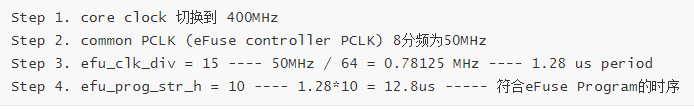 Step 1. core clock 切换到 400MHz
Step 2. common PCLK (eFuse controller PCLK) 8分频为50MHz
Step 3. efu_clk_div = 15 ---- 50MHz / 64 = 0.78125 MHz ---- 1.28 us period
Step 4. efu_prog_str_h = 10 ---- 1.28*10 = 12.8us ----- 符合eFuse Program的时序